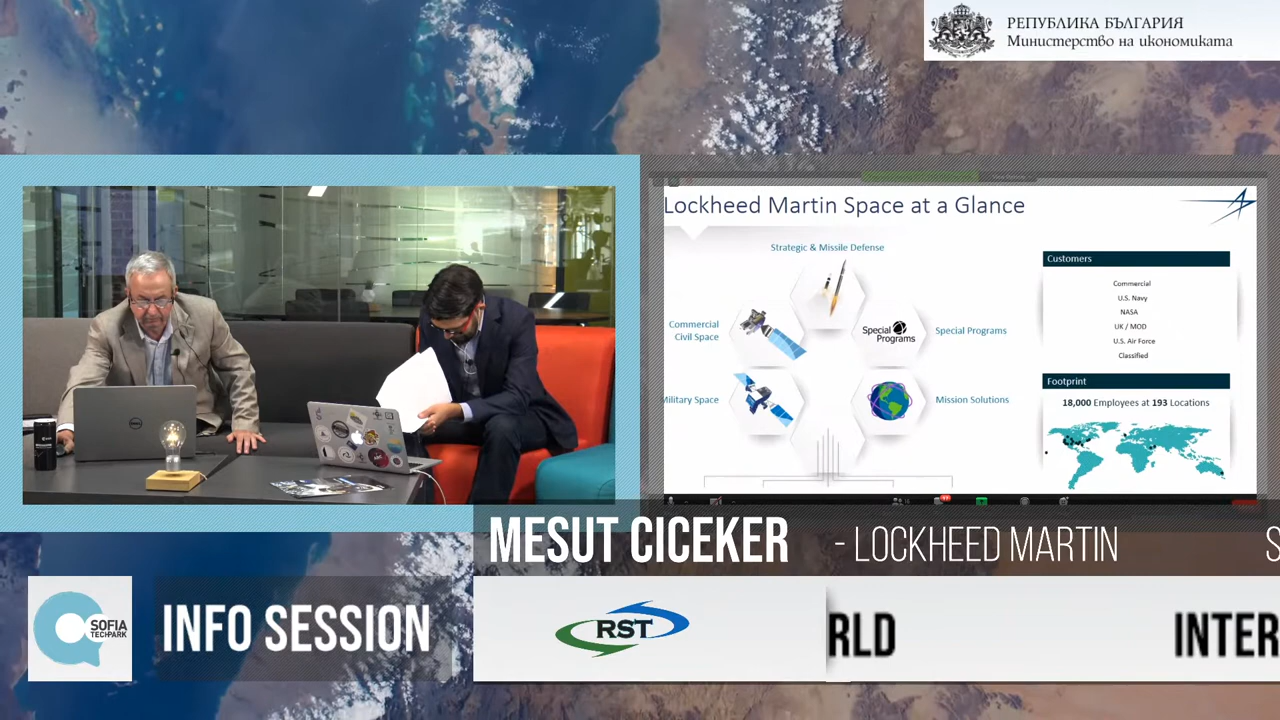 РЕПУБЛИКА БЪЛГАРИЯ
Министерство на икономиката
Lockheed Martin Space at a Glance
Strategic & Missile Defense
Commercial
Civil Space
Special
Programs
Special Programs
Military Space
Mission Solutions
Customers
Commercial
U.S. Navy
NASA
UK / MOD
U.S. Air Force
Classified
Footprint
18,000 Employees at 193 Locations
DELL
MESUT CICEKER
- LOCKHEED MARTIN
S
SOFIA
TECHPARK
INFO SESSION
RST
RLD
INTER